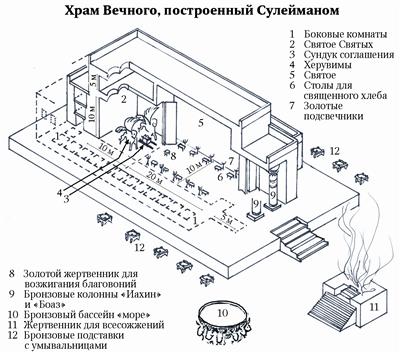 Храм Вечного, построенный Сулейманом
1 Боковые комнаты
2 Святое Святых
3 Сундук соглашения
4 Херувимы
5 Святое
6 Столы для
священного хлеба
7 Золотые
подсвечники
5 м
10 м
1
2
5
8
7
6
10 м
10 м
20 м
5 м
4
3
9
9
12
12
10
11
8 Золотой жертвенник для
возжигания благовоний
9 Бронзовые колонны «Иахин»
и «Боаз»
10 Бронзовый бассейн «море»
11 Жертвенник для всесожжений
12 Бронзовые подставки
с умывальницами